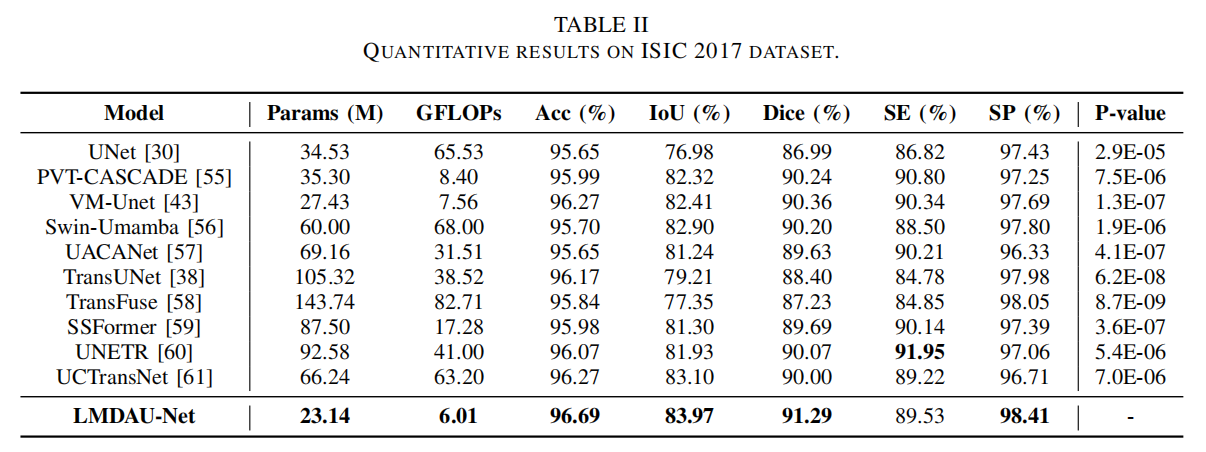 TABLE II
QUANTITATIVE RESULTS ON ISIC 2017 DATASET.
Model Params (M) GFLOPs Acc (%) IoU (%) Dice (%) SE (%) SP (%) P-value
UNet [30] 34.53 65.53 95.65 76.98 86.99 86.82 97.43 2.9E-05
PVT-CASCADE [55] 35.30 8.40 95.99 82.32 90.24 90.80 97.25 7.5E-06
VM-Unet [43] 27.43 7.56 96.27 82.41 90.36 90.34 97.69 1.3E-07
Swin-Umamba [56] 60.00 68.00 95.70 82.90 90.20 88.50 97.80 1.9E-06
UACANet [57] 69.16 31.51 95.65 81.24 89.63 90.21 96.33 4.1E-07
TransUNet [38] 105.32 38.52 96.17 79.21 88.40 84.78 97.98 6.2E-08
TransFuse [58] 143.74 82.71 95.84 77.35 87.23 84.85 98.05 8.7E-09
SSFormer [59] 87.50 17.28 95.98 81.30 89.69 90.14 97.39 3.6E-07
UNETR [60] 92.58 41.00 96.07 81.93 90.07 91.95 97.06 5.4E-06
UCTransNet [61] 66.24 63.20 96.27 83.10 90.00 89.22 96.71 7.0E-06
LMDAU-Net 23.14 6.01 96.69 83.97 91.29 89.53 98.41 -